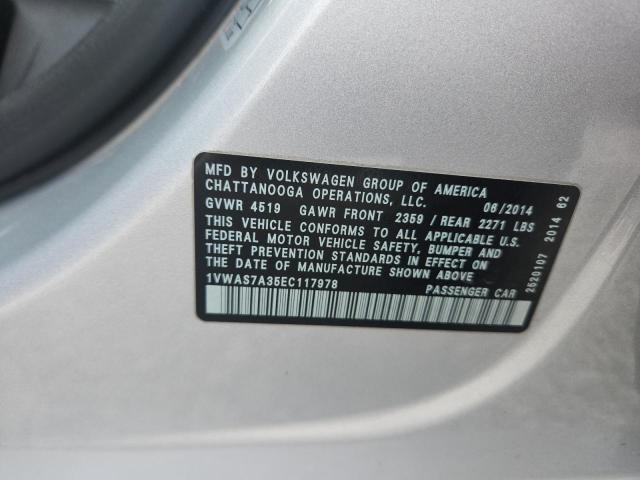 MFD BY VOLKSWAGEN GROUP OF AMERICA
CHATTANOOGA OPERATIONS, LLC. 06/2014
GVWR 4519 GAWR FRONT 2359 / REAR 2271 LBS
THIS VEHICLE CONFORMS TO ALL APPLICABLE U.S.
FEDERAL MOTOR VEHICLE SAFETY, BUMPER AND
THEFT PREVENTION STANDARDS IN EFFECT ON
THE DATE OF MANUFACTURE SHOWN ABOVE
1VWAS7A35EC117978 PASSENGER CAR
2520107 2014 62